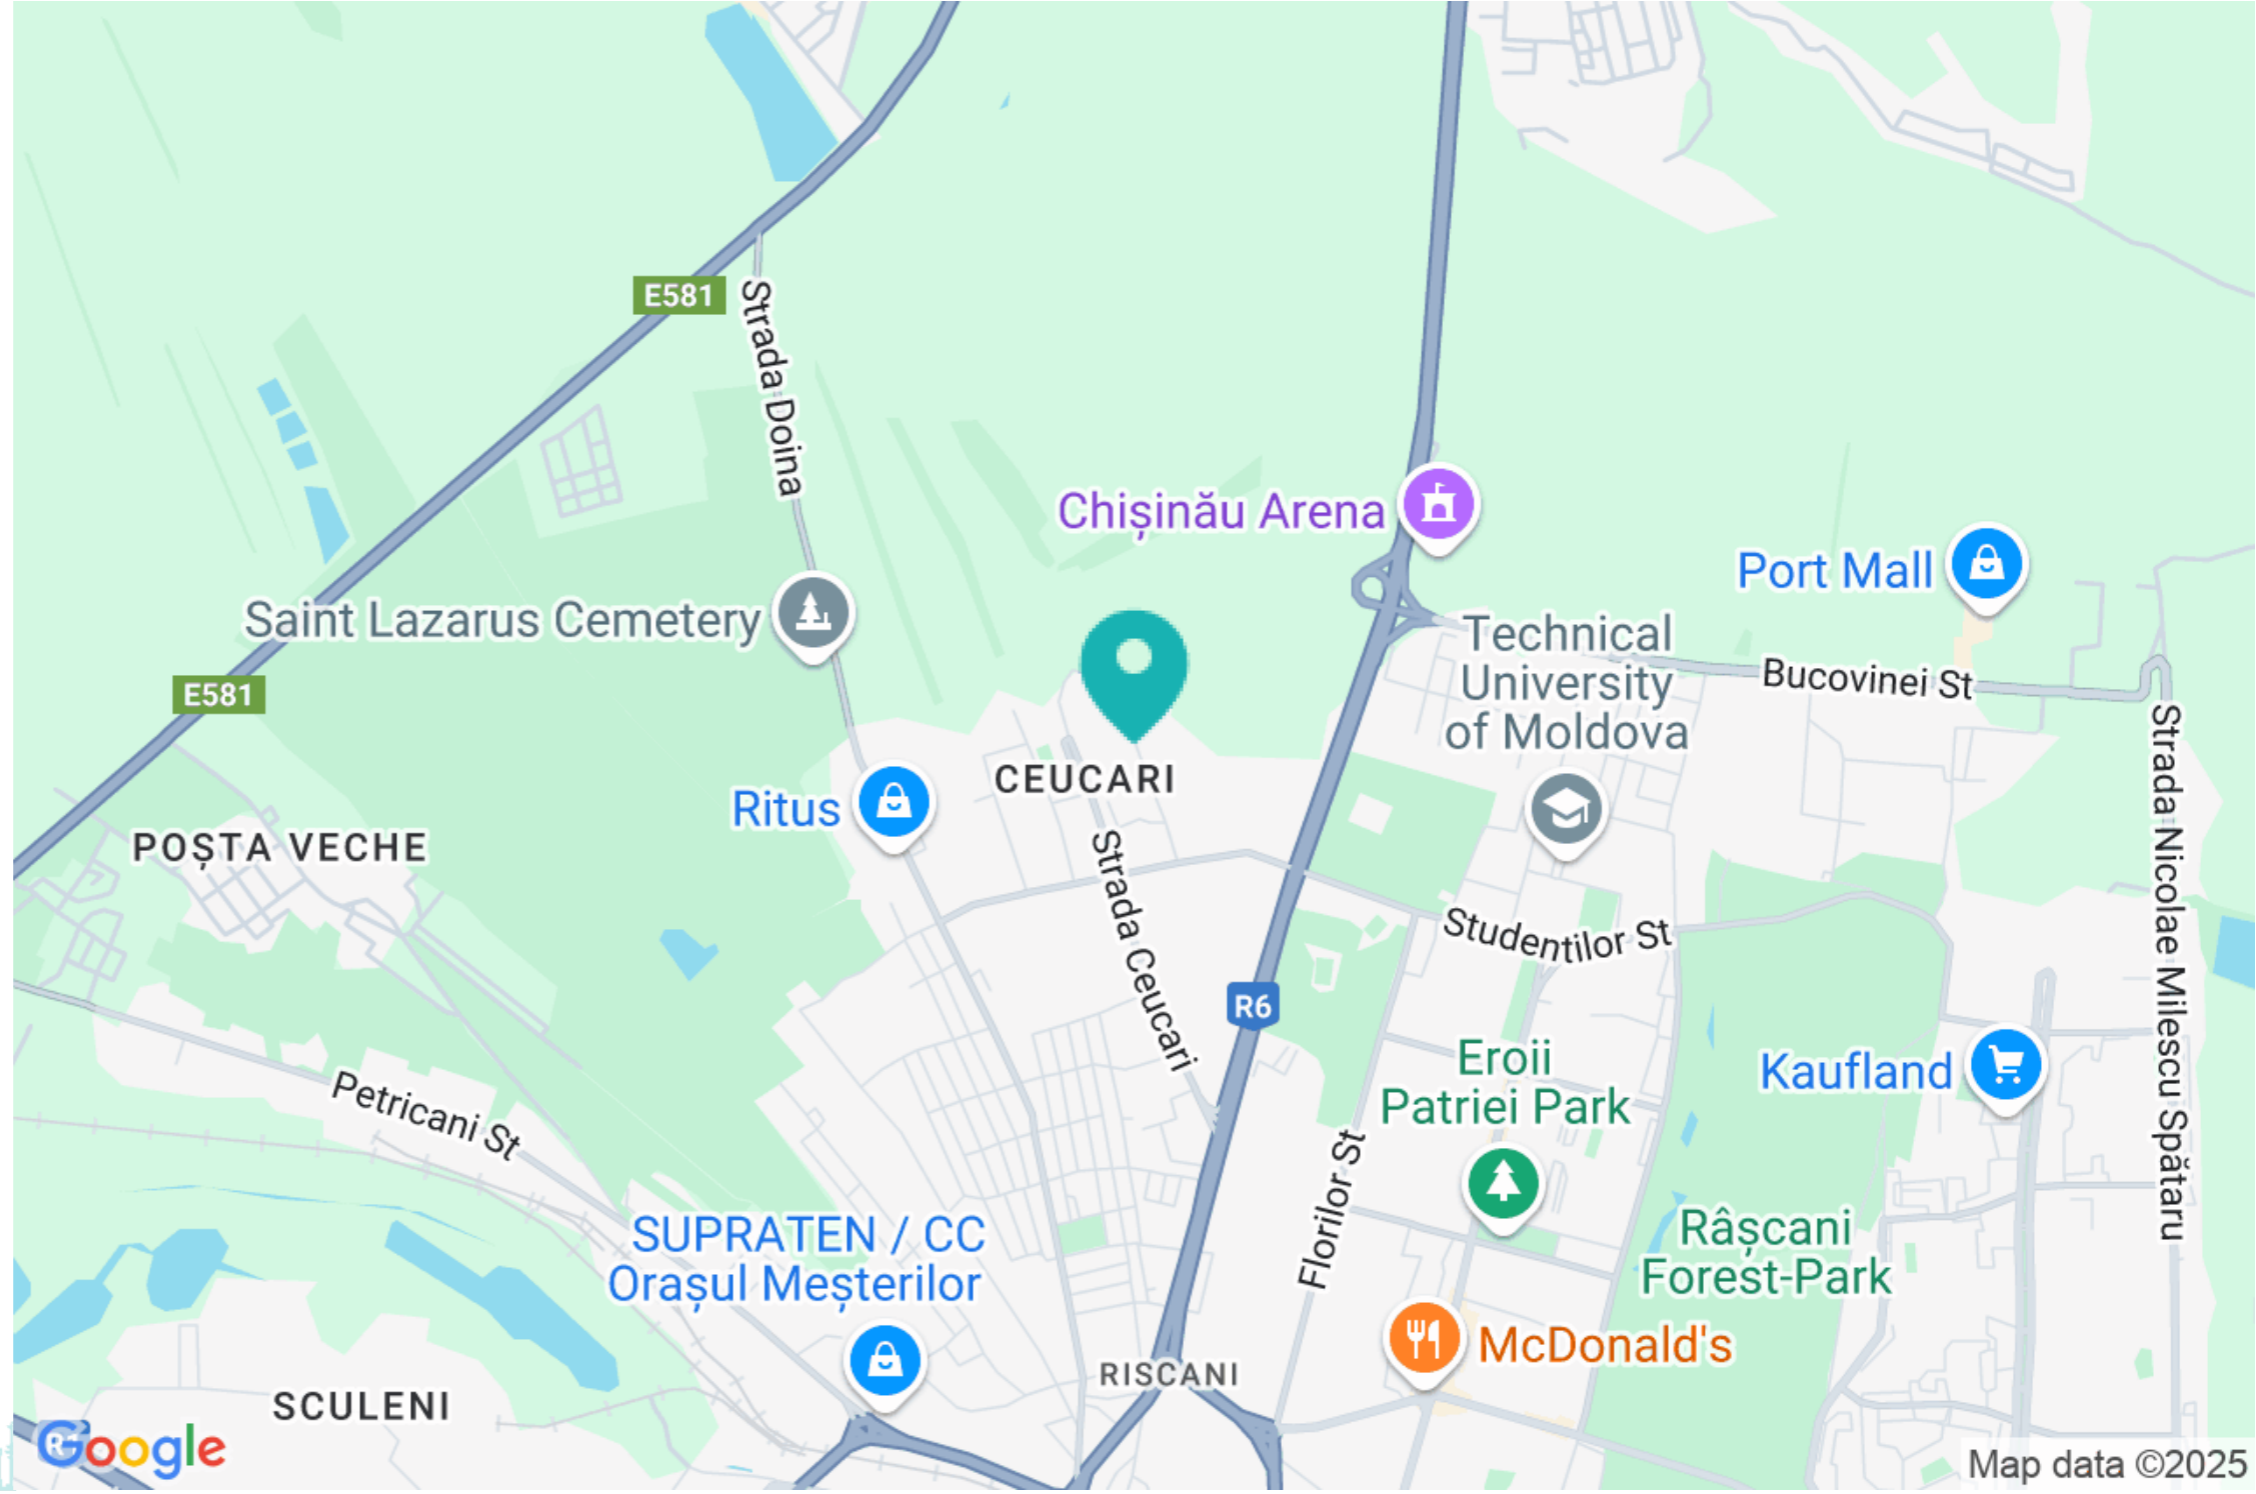 E581
Strada Doina
Chișinău Arena
Port Mall
Saint Lazarus Cemetery
Technical
University
of Moldova
E581
Bucovinei St
CEUCARI
Ritus
POȘTA VECHE
Strada Nicolae Milescu Spătaru
Strada Ceucari
Studentilor St
R6
Eroii
Patriei Park
Kaufland
Petricani St
Florilor St
SUPRATEN / CC
Orașul Meșterilor
Râșcani
Forest-Park
McDonald's
RISCANI
SCULENI
Google
Map data ©2025